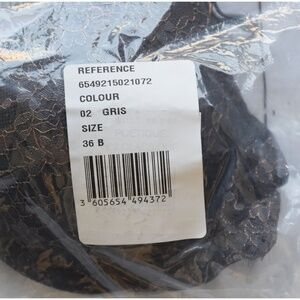 REFERENCE
6549215021072
COLOUR
02 GRIS
SIZE
36 B
3 605654 494372